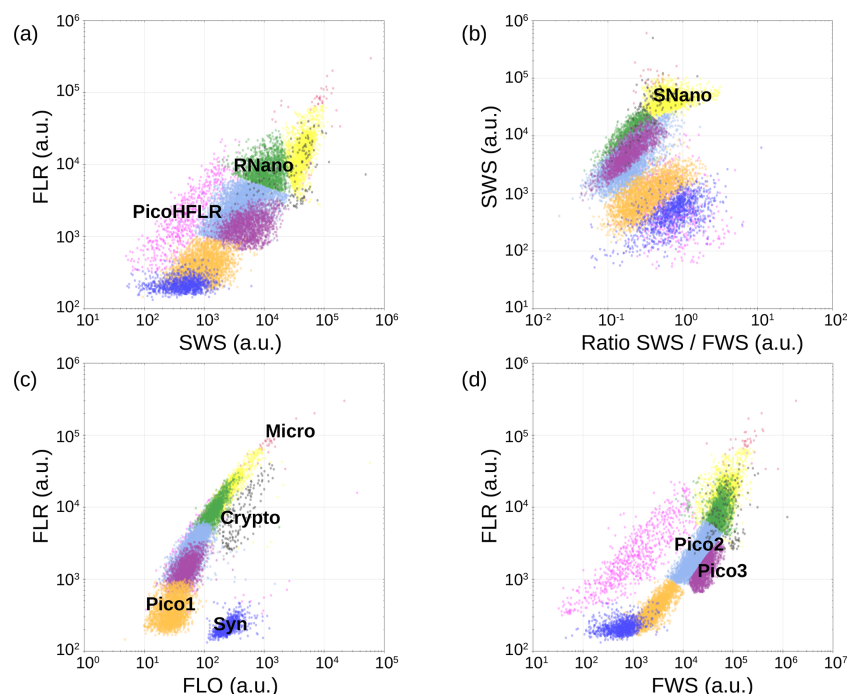 (a)
10^6
10^5
10^4
10^3
10^2
FLR (a.u.)
RNano
PicoHFLR
10^1 10^2 10^3 10^4 10^5 10^6
SWS (a.u.)
(b)
10^6
10^5
10^4
10^3
10^2
10^1
SWS (a.u.)
SNano
10^-2 10^-1 10^0 10^1 10^2
Ratio SWS / FWS (a.u.)
(c)
10^6
10^5
10^4
10^3
10^2
FLR (a.u.)
Micro
Crypto
Pico1
Syn
10^0 10^1 10^2 10^3 10^4 10^5
FLO (a.u.)
(d)
10^6
10^5
10^4
10^3
10^2
FLR (a.u.)
Pico2
Pico3
10^1 10^2 10^3 10^4 10^5 10^6 10^7
FWS (a.u.)